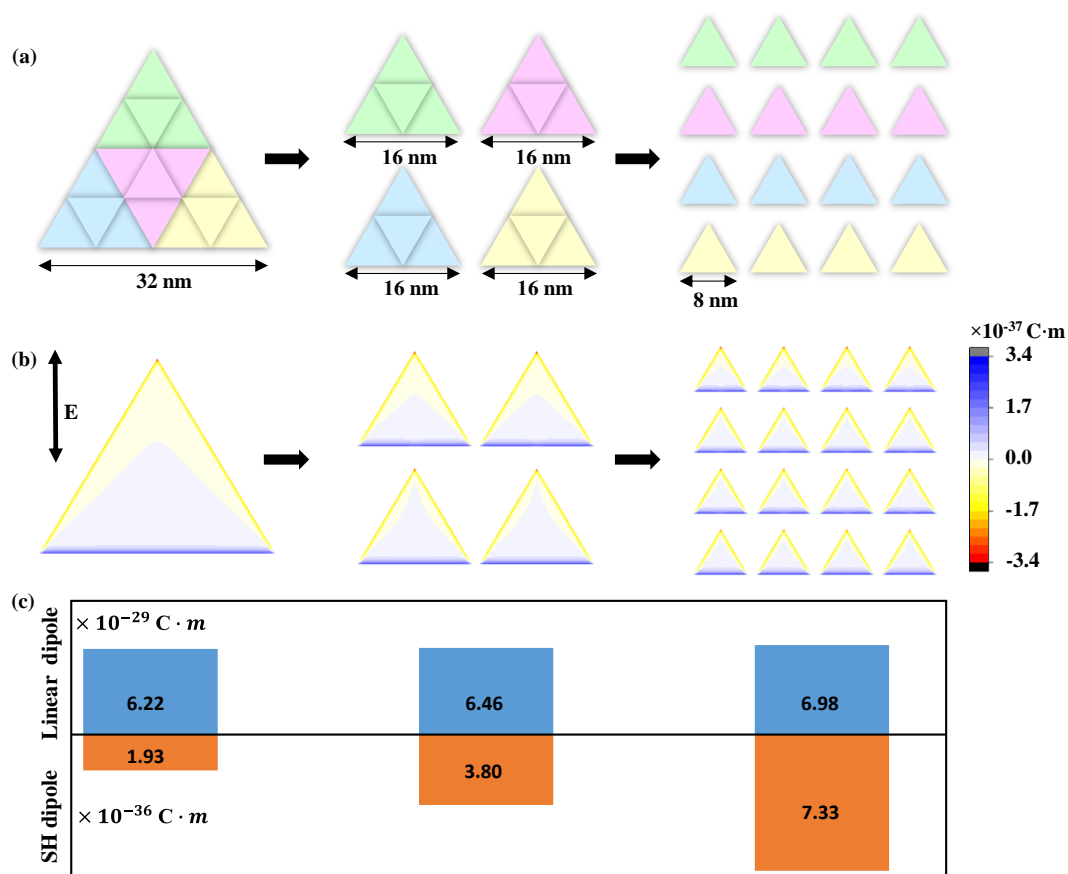 (a)
32 nm
16 nm
16 nm
16 nm
16 nm
8 nm
(b)
E
×10⁻³⁷ C·m
3.4
1.7
0.0
-1.7
-3.4
(c)
Linear dipole
× 10⁻²⁹ C · m
6.22
6.46
6.98
SH dipole
1.93
3.80
7.33
× 10⁻³⁶ C · m